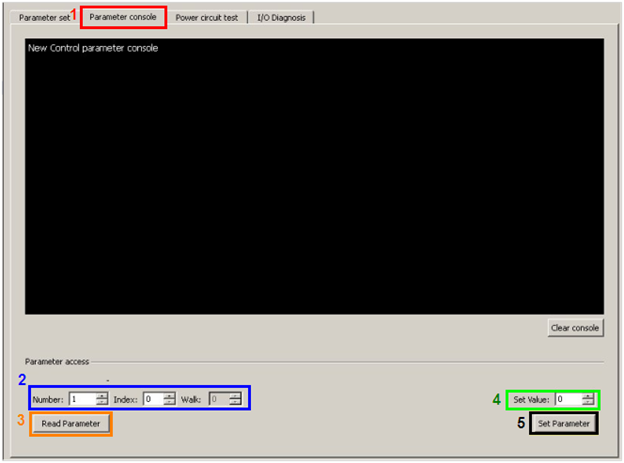 Parameter set 1 Parameter console Power circuit test I/O Diagnosis
New Control parameter console
Clear console
Parameter access
2 -
Number: 1 Index: 0 Walk: 0 4 Set Value: 0
3 Read Parameter 5 Set Parameter